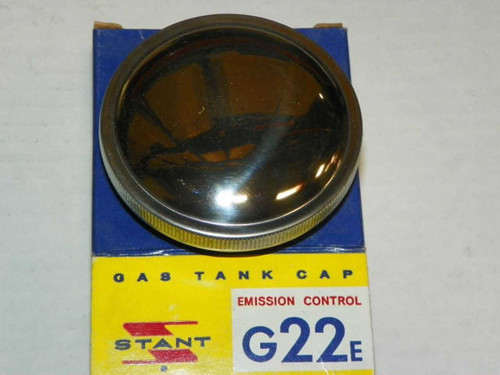 GAS TANK CAP
EMISSION CONTROL
STANT
G22E